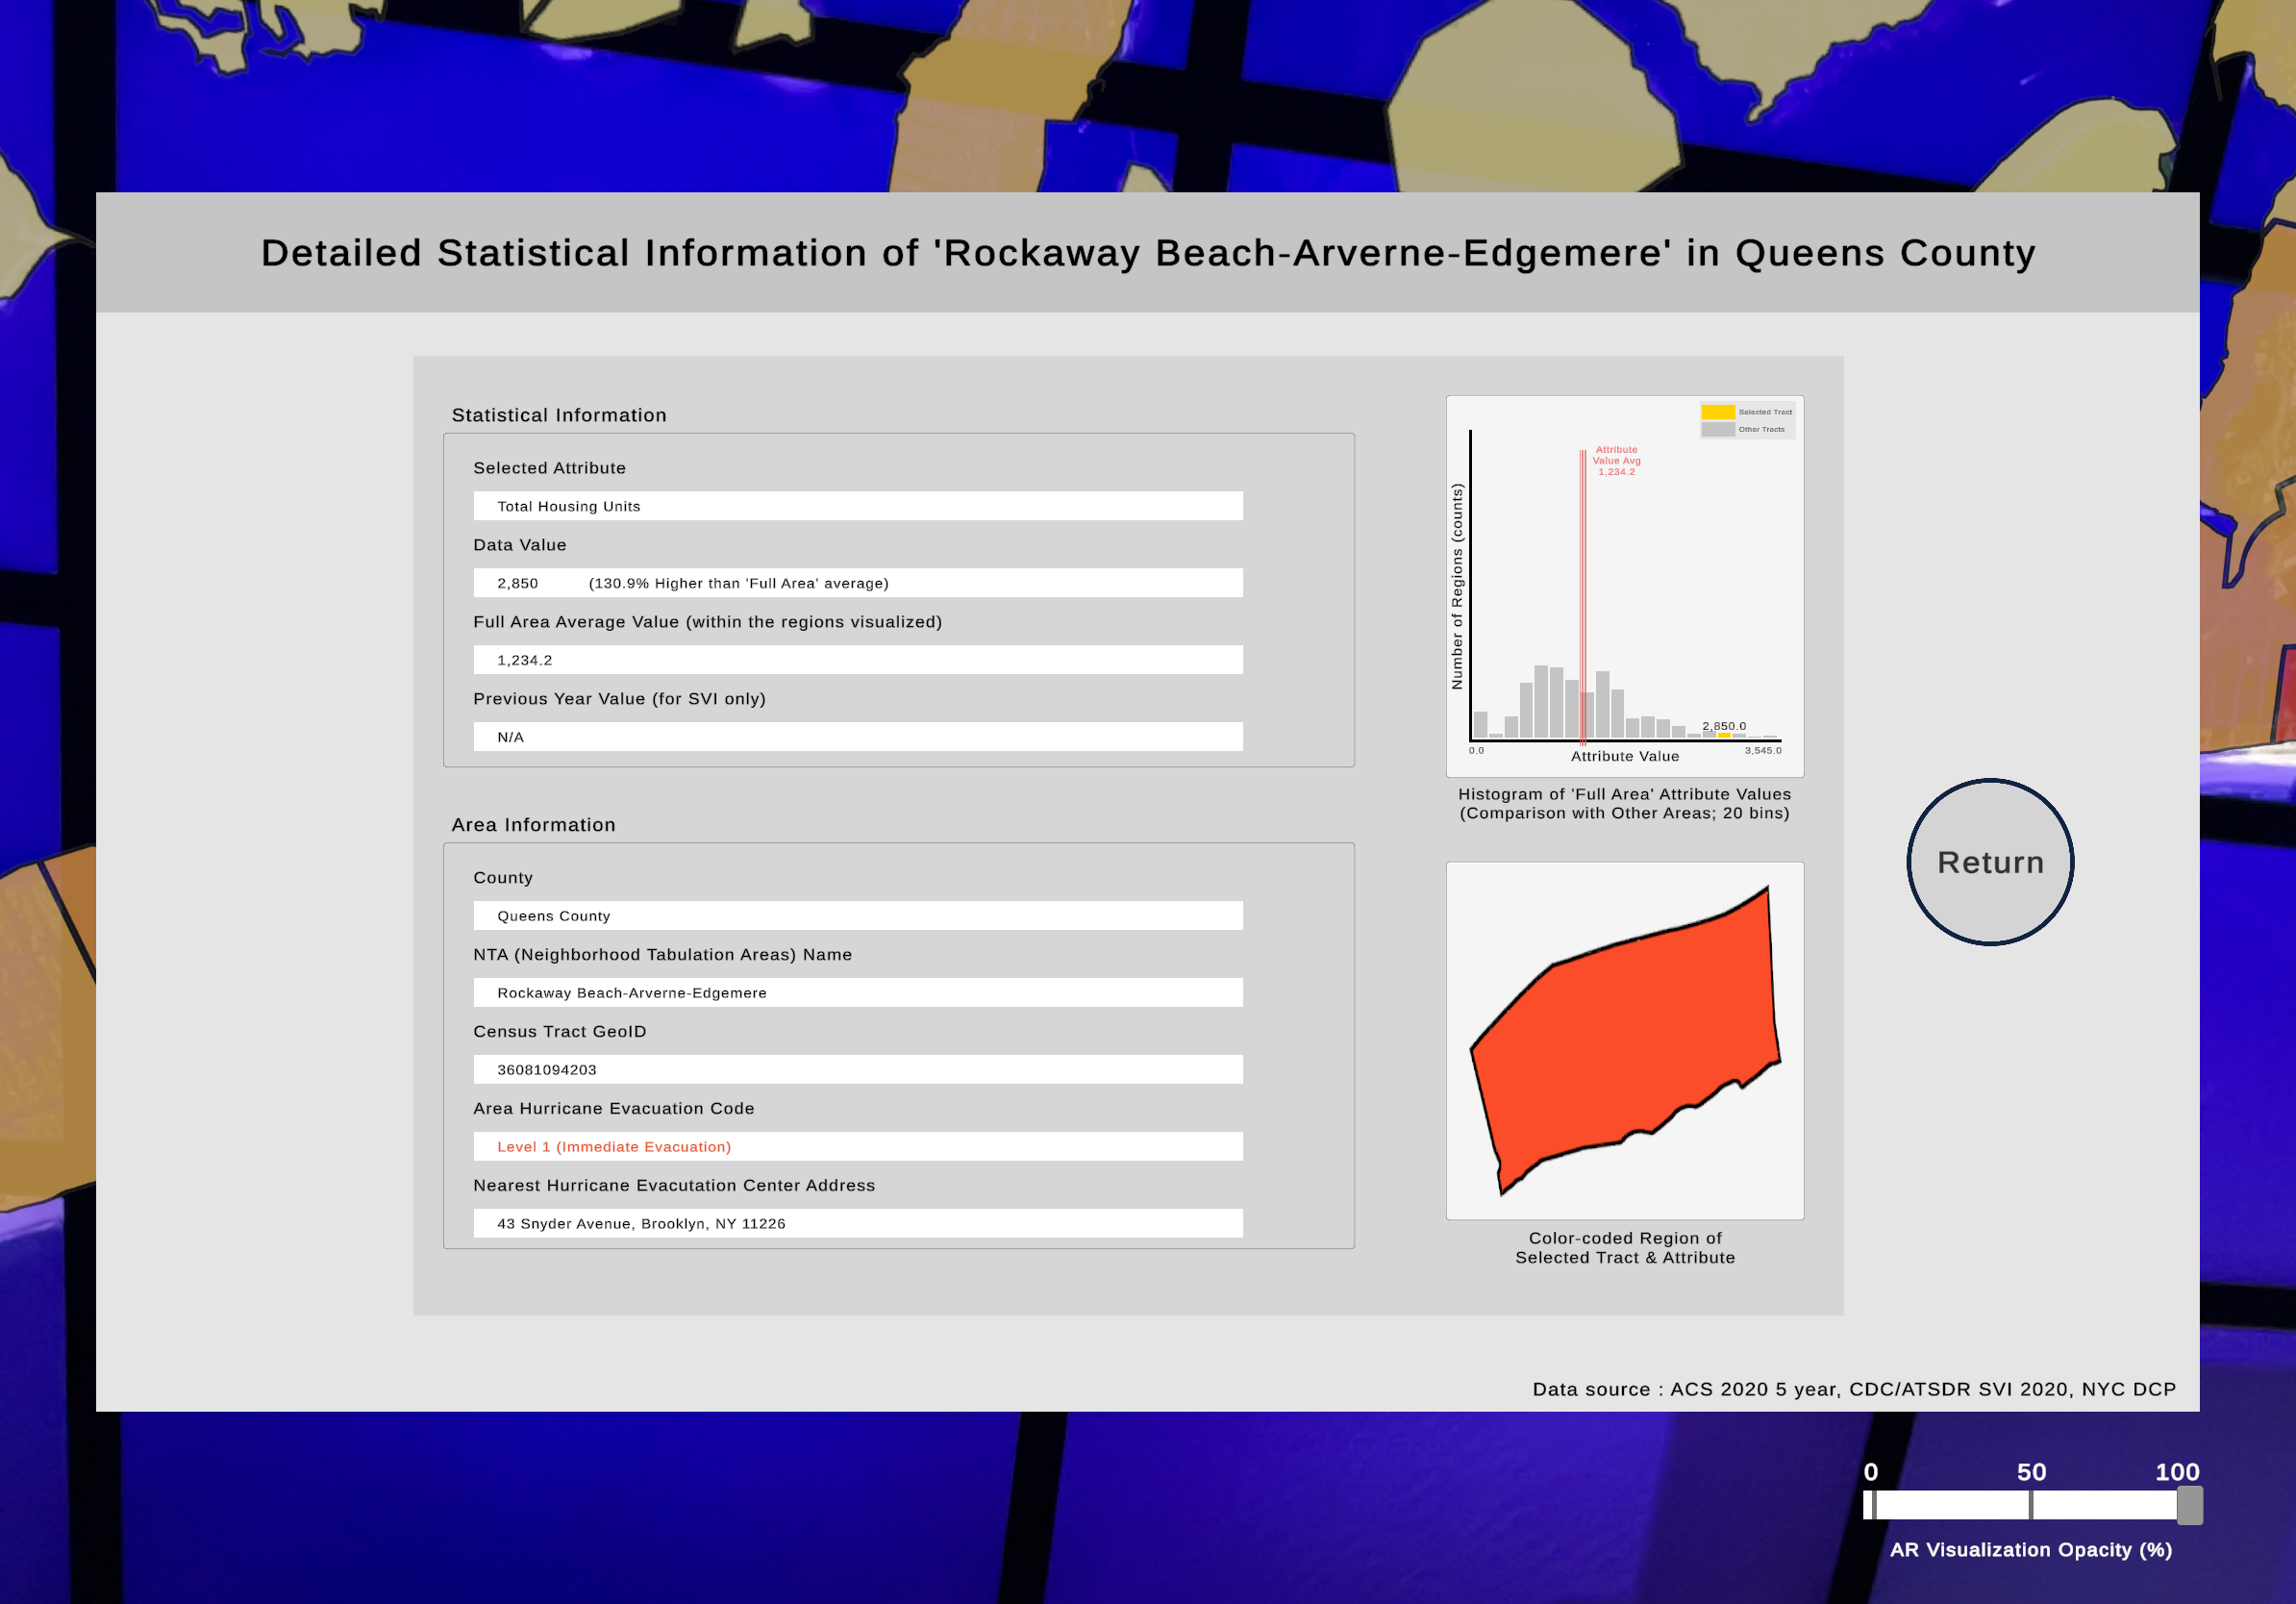 Detailed Statistical Information of 'Rockaway Beach-Arverne-Edgemere' in Queens County
Statistical Information
Selected Attribute
Total Housing Units
Data Value
2,850 (130.9% Higher than 'Full Area' average)
Full Area Average Value (within the regions visualized)
1,234.2
Previous Year Value (for SVI only)
N/A
Area Information
County
Queens County
NTA (Neighborhood Tabulation Areas) Name
Rockaway Beach-Arverne-Edgemere
Census Tract GeoID
36081094203
Area Hurricane Evacuation Code
Level 1 (Immediate Evacuation)
Nearest Hurricane Evacutation Center Address
43 Snyder Avenue, Brooklyn, NY 11226
Selected Tract
Other Tracts
Attribute
Value Avg
1,234.2
Number of Regions (counts)
2,850.0
0.0
3,545.0
Attribute Value
Histogram of 'Full Area' Attribute Values
(Comparison with Other Areas; 20 bins)
Color-coded Region of
Selected Tract & Attribute
Return
Data source : ACS 2020 5 year, CDC/ATSDR SVI 2020, NYC DCP
0 50 100
AR Visualization Opacity (%)